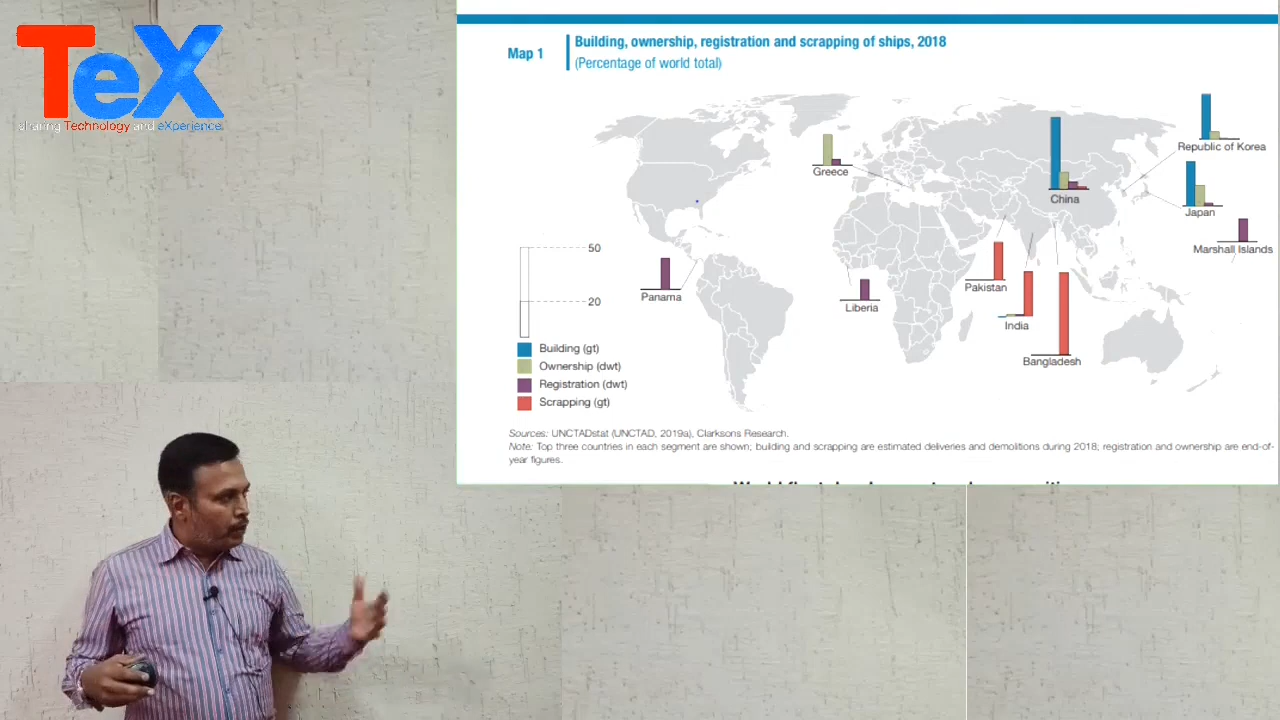 TeX
sharing Technology and eXperience
Map 1
Building, ownership, registration and scrapping of ships, 2018
(Percentage of world total)
Republic of Korea
Greece
China
Japan
Marshall Islands
50
20
Panama
Liberia
Pakistan
India
Bangladesh
Building (gt)
Ownership (dwt)
Registration (dwt)
Scrapping (gt)
Sources: UNCTADstat (UNCTAD, 2019a), Clarksons Research.
Note: Top three countries in each segment are shown; building and scrapping are estimated deliveries and demolitions during 2018; registration and ownership are end-of-
year figures.